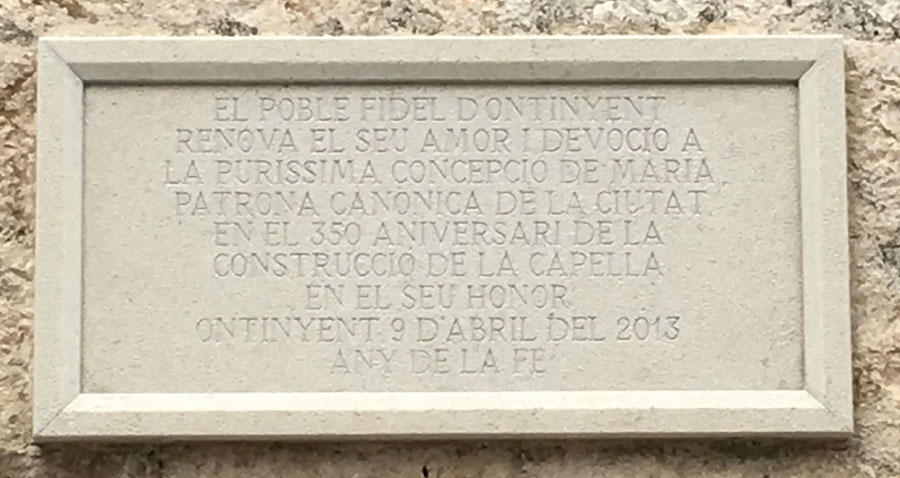 EL POBLE FIDEL D'ONTINYENT
RENOVA EL SEU AMOR I DEVOCIÓ A
LA PURÍSSIMA CONCEPCIÓ DE MARIA,
PATRONA CANÒNICA DE LA CIUTAT,
EN EL 350 ANIVERSARI DE LA
CONSTRUCCIÓ DE LA CAPELLA
EN EL SEU HONOR
ONTINYENT 9 D'ABRIL DEL 2013
ANY DE LA FE